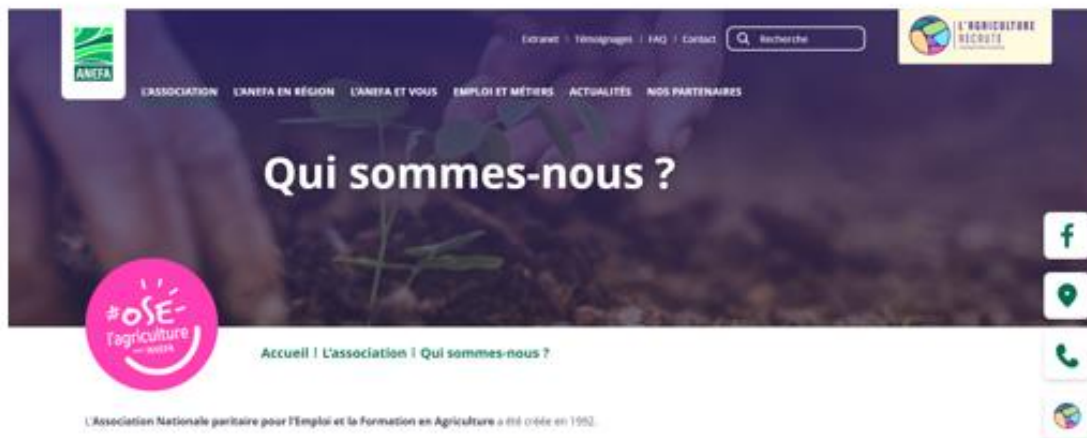 Extranet | Témoignages | FAQ | Contact
Recherche
L'AGRICULTURE
RECRUTE
ANEFA
L'ASSOCIATION L'ANEFA EN RÉGION L'ANEFA ET VOUS EMPLOI ET MÉTIERS ACTUALITÉS NOS PARTENAIRES
Qui sommes-nous ?
#OSE-
l'agriculture
ANEFA
Accueil | L'association | Qui sommes-nous ?
L'Association Nationale paritaire pour l'Emploi et la Formation en Agriculture a été créée en 1992.